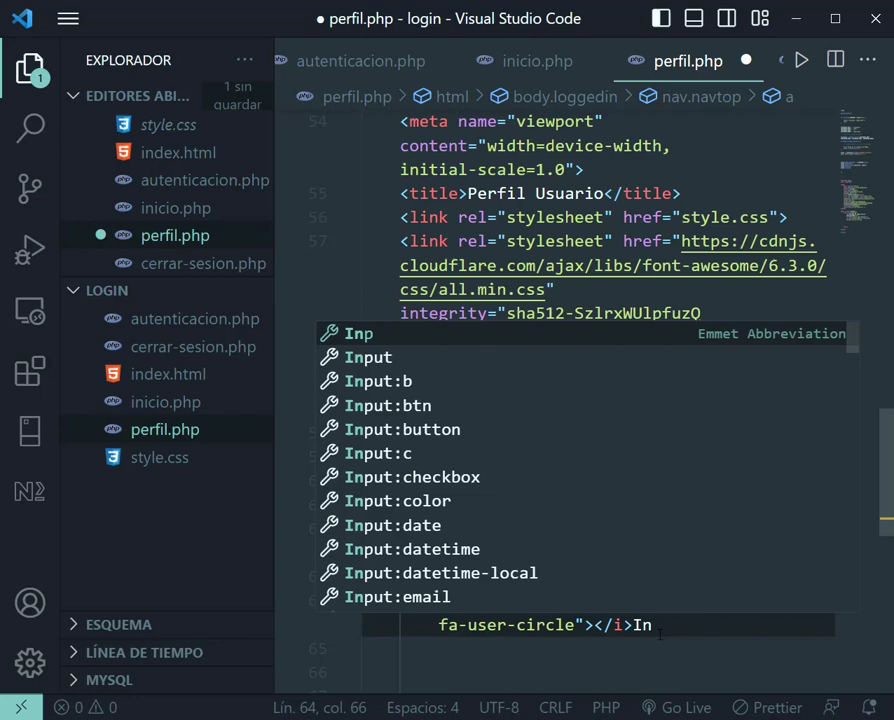 ● perfil.php - login - Visual Studio Code
EXPLORADOR
EDITORES ABI...
1 sin guardar
style.css
index.html
autenticacion.php
inicio.php
perfil.php
cerrar-sesion.php
LOGIN
autenticacion.php
cerrar-sesion.php
index.html
inicio.php
perfil.php
style.css
ESQUEMA
LÍNEA DE TIEMPO
MYSQL
autenticacion.php inicio.php perfil.php
perfil.php > html > body.loggedin > nav.navtop > a
54 <meta name="viewport"
content="width=device-width,
initial-scale=1.0">
55 <title>Perfil Usuario</title>
56 <link rel="stylesheet" href="style.css">
57 <link rel="stylesheet" href="https://cdnjs.
cloudflare.com/ajax/libs/font-awesome/6.3.0/
css/all.min.css"
integrity="sha512-SzlrxWUlpfuzQ
Inp Emmet Abbreviation
Input
Input:b
Input:btn
Input:button
Input:c
Input:checkbox
Input:color
Input:date
Input:datetime
Input:datetime-local
Input:email
fa-user-circle"></i>In
65
66
0 0 Lín. 64, col. 66 Espacios: 4 UTF-8 CRLF PHP Go Live Prettier